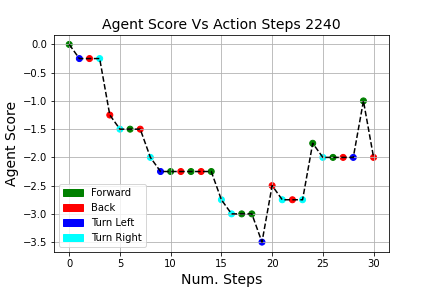 Agent Score Vs Action Steps 2240
Agent Score
0.0
−0.5
−1.0
−1.5
−2.0
−2.5
−3.0
−3.5
Forward
Back
Turn Left
Turn Right
0 5 10 15 20 25 30
Num. Steps